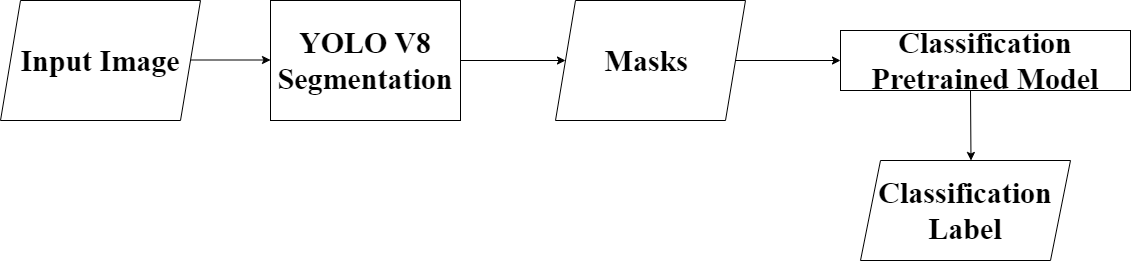 Input Image
YOLO V8
Segmentation
Masks
Classification
Pretrained Model
Classification
Label